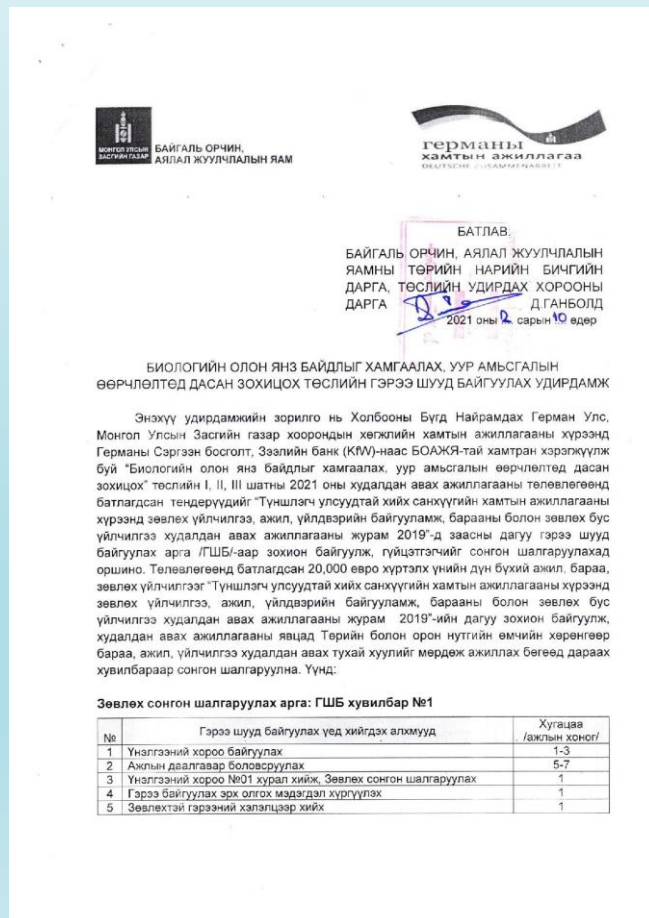 МОНГОЛ УЛСЫН
ЗАСГИЙН ГАЗАР
БАЙГАЛЬ ОРЧИН,
АЯЛАЛ ЖУУЛЧЛАЛЫН ЯАМ
германы
хамтын ажиллагаа
DEUTSCHE ZUSAMMENARBEIT
БАТЛАВ.
БАЙГАЛЬ ОРЧИН, АЯЛАЛ ЖУУЛЧЛАЛЫН
ЯАМНЫ ТӨРИЙН НАРИЙН БИЧГИЙН
ДАРГА, ТӨСЛИЙН УДИРДАХ ХОРООНЫ
ДАРГА Д.ГАНБОЛД
2021 оны 2 сарын 10 өдөр
БИОЛОГИЙН ОЛОН ЯНЗ БАЙДЛЫГ ХАМГААЛАХ, УУР АМЬСГАЛЫН
ӨӨРЧЛӨЛТӨД ДАСАН ЗОХИЦОХ ТӨСЛИЙН ГЭРЭЭ ШУУД БАЙГУУЛАХ УДИРДАМЖ
Энэхүү удирдамжийн зорилго нь Холбооны Бүгд Найрамдах Герман Улс,
Монгол Улсын Засгийн газар хоорондын хөгжлийн хамтын ажиллагааны хүрээнд
Германы Сэргээн босголт, Зээлийн банк (KfW)-наас БОАЖЯ-тай хамтран хэрэгжүүлж
буй "Биологийн олон янз байдлыг хамгаалах, уур амьсгалын өөрчлөлтөд дасан
зохицох" төслийн I, II, III шатны 2021 оны худалдан авах ажиллагааны төлөвлөгөөнд
батлагдсан тендерүүдийг "Түншлэгч улсуудтай хийх санхүүгийн хамтын ажиллагааны
хүрээнд зөвлөх үйлчилгээ, ажил, үйлдвэрийн байгууламж, барааны болон зөвлөх бус
үйлчилгээ худалдан авах ажиллагааны журам 2019"-д заасны дагуу гэрээ шууд
байгуулах арга /ГШБ/-аар зохион байгуулж, гүйцэтгэгчийг сонгон шалгаруулахад
оршино. Төлөвлөгөөнд батлагдсан 20,000 евро хүртэлх үнийн дүн бүхий ажил, бараа,
зөвлөх үйлчилгээг "Түншлэгч улсуудтай хийх санхүүгийн хамтын ажиллагааны хүрээнд
зөвлөх үйлчилгээ, ажил, үйлдвэрийн байгууламж, барааны болон зөвлөх бус
үйлчилгээ худалдан авах ажиллагааны журам 2019"-ийн дагуу зохион байгуулж,
худалдан авах ажиллагааны явцад Төрийн болон орон нутгийн өмчийн хөрөнгөөр
бараа, ажил, үйлчилгээ худалдан авах тухай хуулийг мөрдөж ажиллах бөгөөд дараах
хувилбараар сонгон шалгаруулна. Үүнд:
Зөвлөх сонгон шалгаруулах арга: ГШБ хувилбар №1
№ Гэрээ шууд байгуулах үед хийгдэх алхмууд Хугацаа /ажлын хоног/
1 Үнэлгээний хороо байгуулах 1-3
2 Ажлын даалгавар боловсруулах 5-7
3 Үнэлгээний хороо №01 хурал хийж, Зөвлөх сонгон шалгаруулах 1
4 Гэрээ байгуулах эрх олгох мэдэгдэл хүргүүлэх 1
5 Зөвлөхтэй гэрээний хэлэлцээр хийх 1